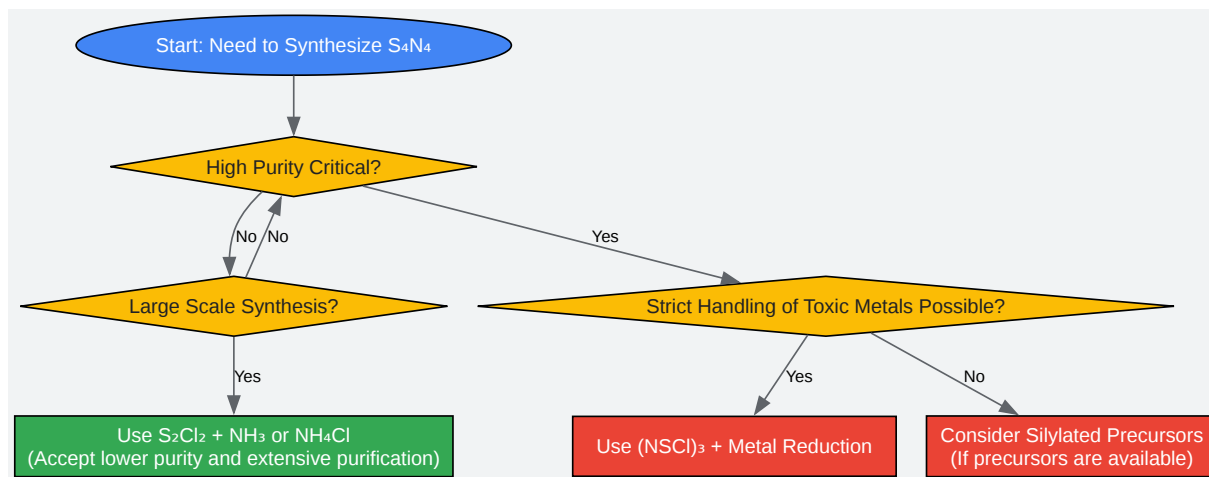 Start: Need to Synthesize S₄N₄
High Purity Critical?
No
No
Yes
Large Scale Synthesis?
Strict Handling of Toxic Metals Possible?
Yes
Yes
No
Use S₂Cl₂ + NH₃ or NH₄Cl
(Accept lower purity and extensive purification)
Use (NSCl)₃ + Metal Reduction
Consider Silylated Precursors
(If precursors are available)